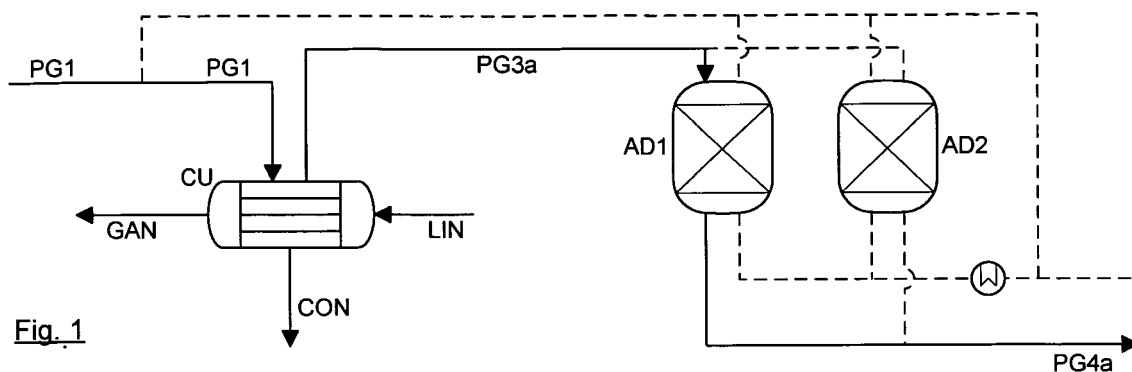 PG1
PG1
PG3a
AD1
AD2
CU
GAN
LIN
CON
Fig. 1
PG4a